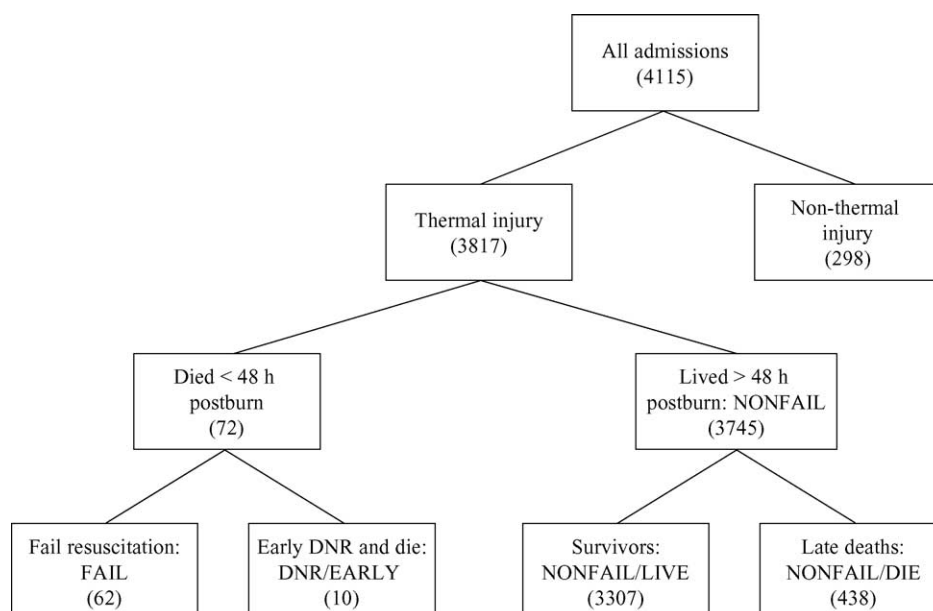 All admissions
(4115)
Thermal injury
(3817)
Non-thermal
injury
(298)
Died < 48 h
postburn
(72)
Lived > 48 h
postburn: NONFAIL
(3745)
Fail resuscitation:
FAIL
(62)
Early DNR and die:
DNR/EARLY
(10)
Survivors:
NONFAIL/LIVE
(3307)
Late deaths:
NONFAIL/DIE
(438)